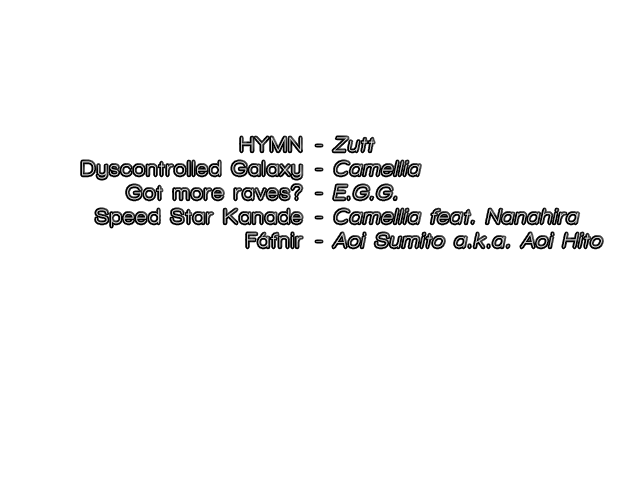 HYMN - Zutt
Dyscontrolled Galaxy - Camellia
Got more raves? - E.G.G.
Speed Star Kanade - Camellia feat. Nanahira
Fáfnir - Aoi Sumito a.k.a. Aoi Hito